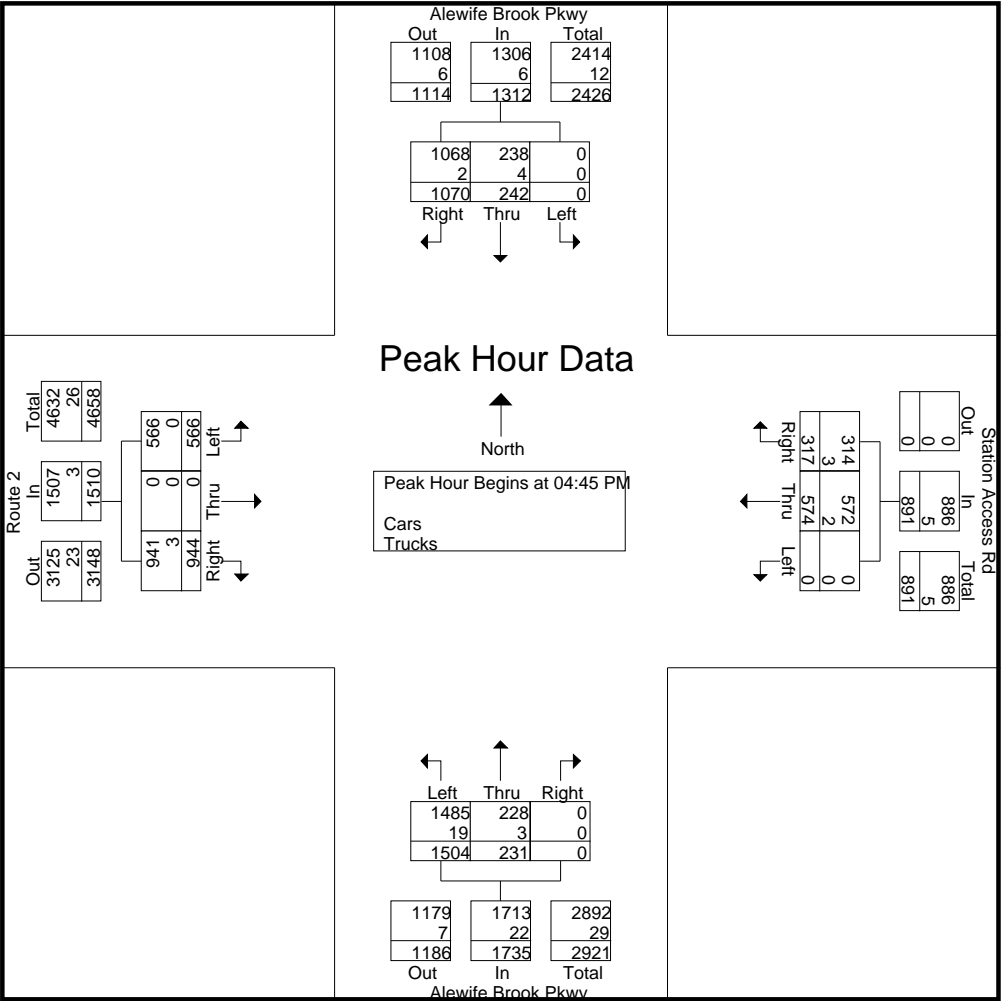 Alewife Brook Pkwy
Out In Total
1108 1306 2414
6 6 12
1114 1312 2426
1068 238 0
2 4 0
1070 242 0
Right Thru Left
Peak Hour Data
North
Peak Hour Begins at 04:45 PM
Cars
Trucks
Route 2
Total In Out
4632 1507 3125
26 3 23
4658 1510 3148
566 0 941
0 0 3
566 0 944
Left Thru Right
Station Access Rd
Out In Total
0 886 886
0 5 5
0 891 891
314 572 0
3 2 0
317 574 0
Right Thru Left
Left Thru Right
1485 228 0
19 3 0
1504 231 0
1179 1713 2892
7 22 29
1186 1735 2921
Out In Total
Alewife Brook Pkwy